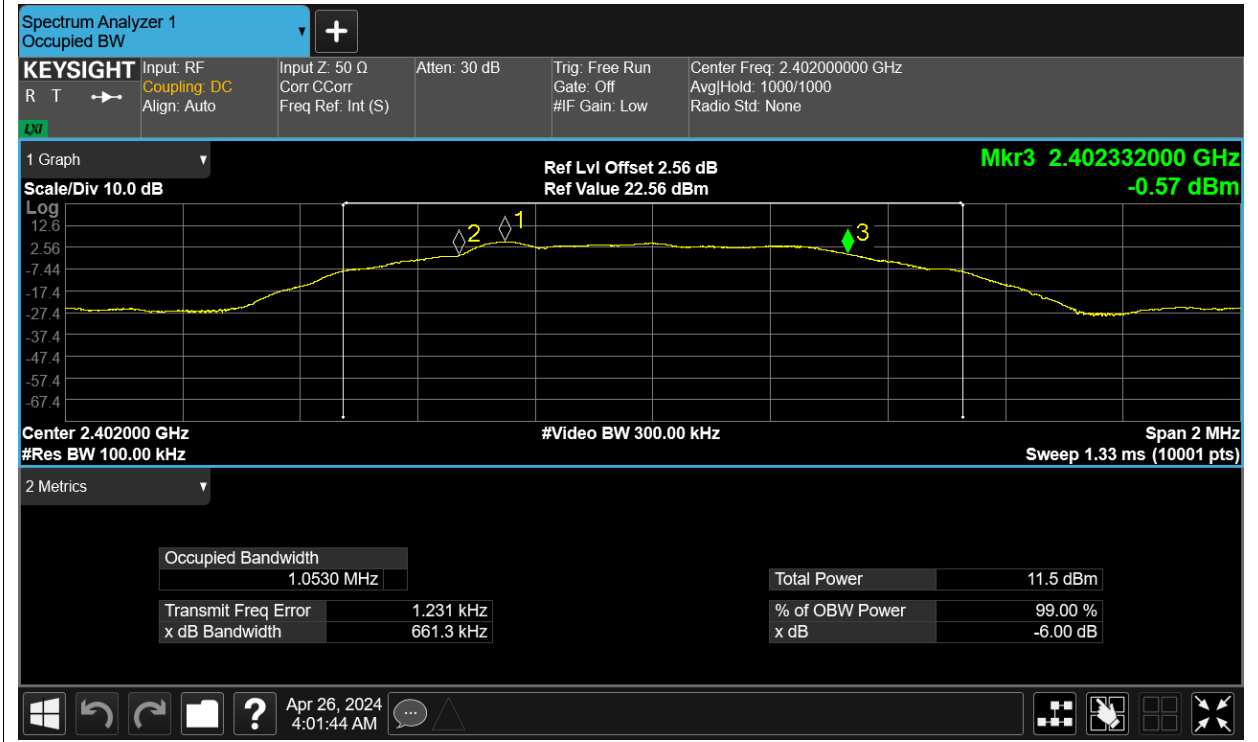 Spectrum Analyzer 1
Occupied BW
KEYSIGHT
R T
LXI
Input: RF
Coupling: DC
Align: Auto
Input Z: 50 Ω
Corr CCorr
Freq Ref: Int (S)
Atten: 30 dB
Trig: Free Run
Gate: Off
#IF Gain: Low
Center Freq: 2.402000000 GHz
Avg|Hold: 1000/1000
Radio Std: None
1 Graph
Scale/Div 10.0 dB
Ref Lvl Offset 2.56 dB
Ref Value 22.56 dBm
Mkr3 2.402332000 GHz
-0.57 dBm
Log
12.6
2.56
-7.44
-17.4
-27.4
-37.4
-47.4
-57.4
-67.4
2
1
3
Center 2.402000 GHz
#Res BW 100.00 kHz
#Video BW 300.00 kHz
Span 2 MHz
Sweep 1.33 ms (10001 pts)
2 Metrics
Occupied Bandwidth
1.0530 MHz
Transmit Freq Error 1.231 kHz
x dB Bandwidth 661.3 kHz
Total Power 11.5 dBm
% of OBW Power 99.00 %
x dB -6.00 dB
?
Apr 26, 2024
4:01:44 AM